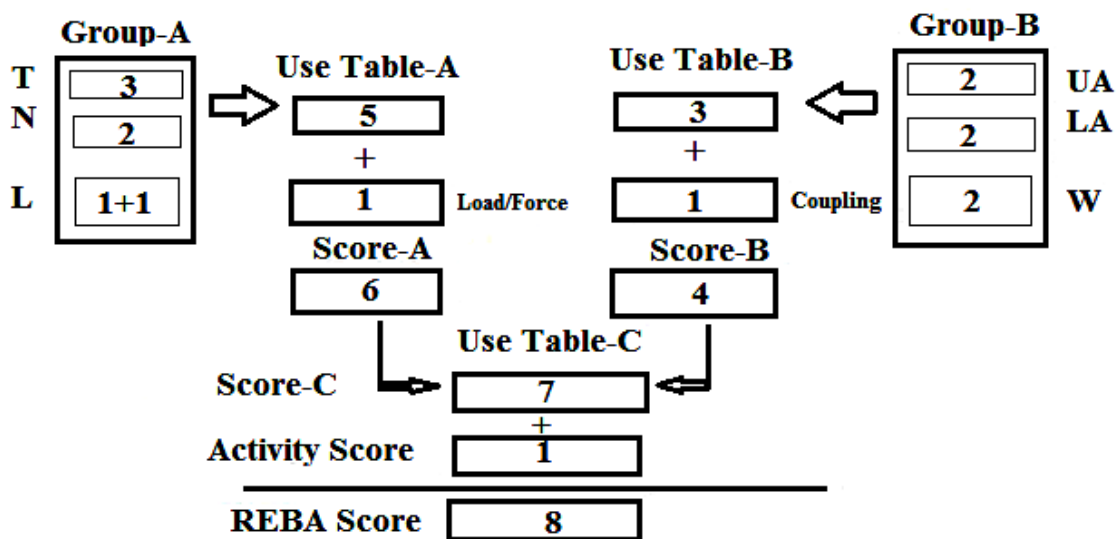 Group-A
T 3
N 2
L 1+1
Use Table-A
5
+
1 Load/Force
Score-A
6
Use Table-B
3
+
1 Coupling
Score-B
4
Group-B
2 UA
2 LA
2 W
Use Table-C
Score-C 7
+
Activity Score 1
REBA Score 8